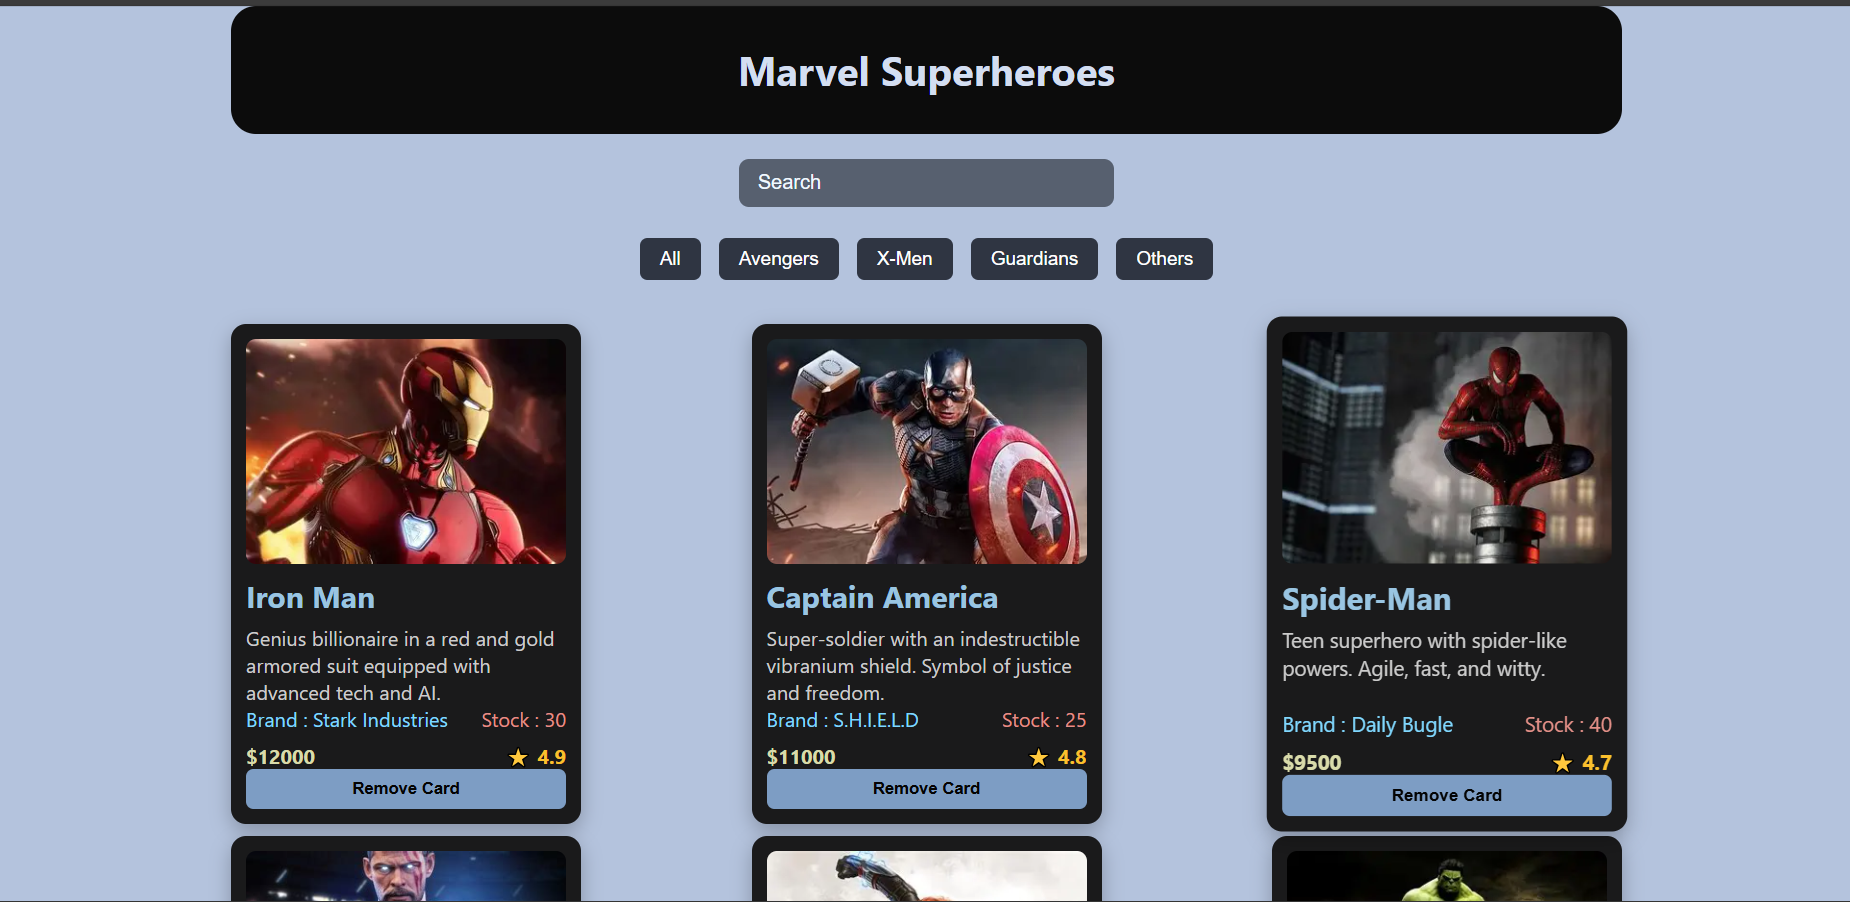 Marvel Superheroes
Search
All
Avengers
X-Men
Guardians
Others
Iron Man
Genius billionaire in a red and gold
armored suit equipped with
advanced tech and AI.
Brand : Stark Industries
Stock : 30
$12000
★ 4.9
Remove Card
Captain America
Super-soldier with an indestructible
vibranium shield. Symbol of justice
and freedom.
Brand : S.H.I.E.L.D
Stock : 25
$11000
★ 4.8
Remove Card
Spider-Man
Teen superhero with spider-like
powers. Agile, fast, and witty.
Brand : Daily Bugle
Stock : 40
$9500
★ 4.7
Remove Card